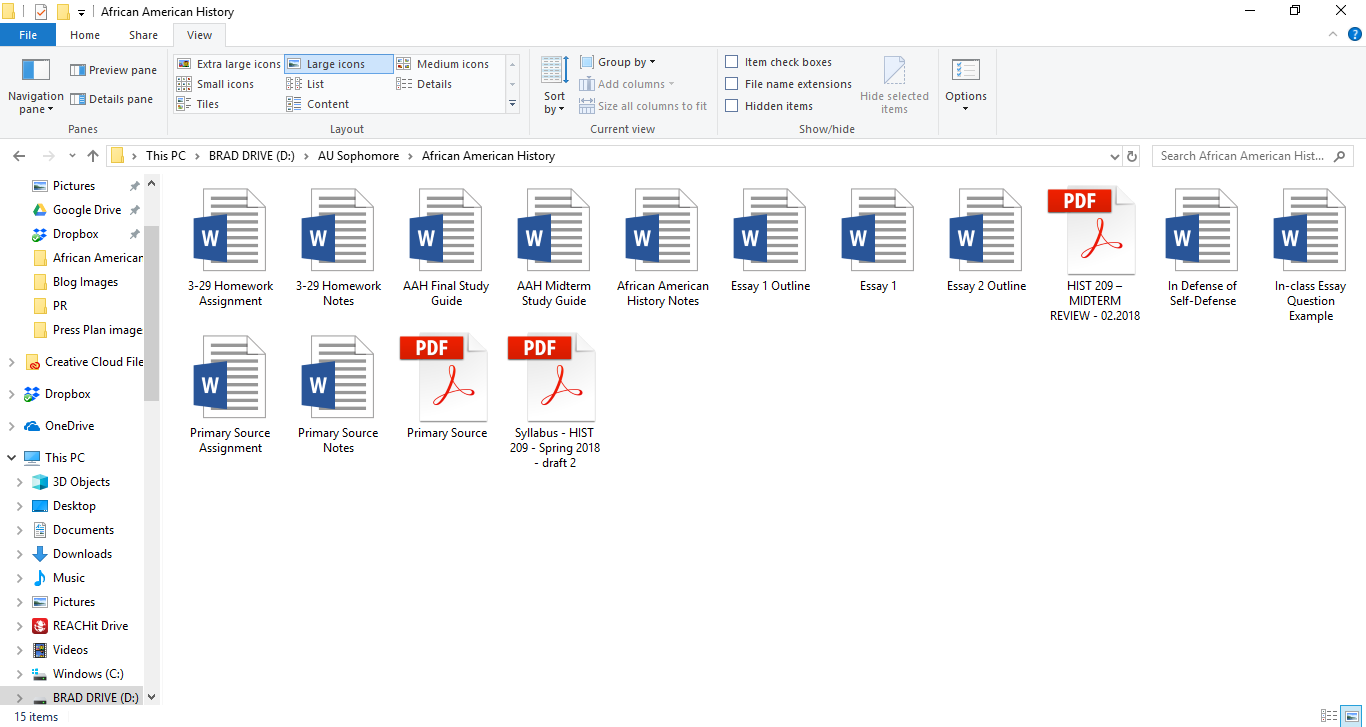 African American History
File Home Share View
Navigation pane
Preview pane
Details pane
Panes
Extra large icons Large icons Medium icons
Small icons List Details
Tiles Content
Layout
Sort by
Group by
Add columns
Size all columns to fit
Current view
Item check boxes
File name extensions
Hidden items
Hide selected items
Show/hide
Options
This PC BRAD DRIVE (D:) AU Sophomore African American History
Search African American Hist...
Pictures
Google Drive
Dropbox
African American
Blog Images
PR
Press Plan image
Creative Cloud File
Dropbox
OneDrive
This PC
3D Objects
Desktop
Documents
Downloads
Music
Pictures
REACHit Drive
Videos
Windows (C:)
BRAD DRIVE (D:)
W
3-29 Homework
Assignment
W
3-29 Homework
Notes
W
AAH Final Study
Guide
W
AAH Midterm
Study Guide
W
African American
History Notes
W
Essay 1 Outline
W
Essay 1
W
Essay 2 Outline
PDF
HIST 209 –
MIDTERM
REVIEW - 02.2018
W
In Defense of
Self-Defense
W
In-class Essay
Question
Example
W
Primary Source
Assignment
W
Primary Source
Notes
PDF
Primary Source
PDF
Syllabus - HIST
209 - Spring 2018
- draft 2
15 items